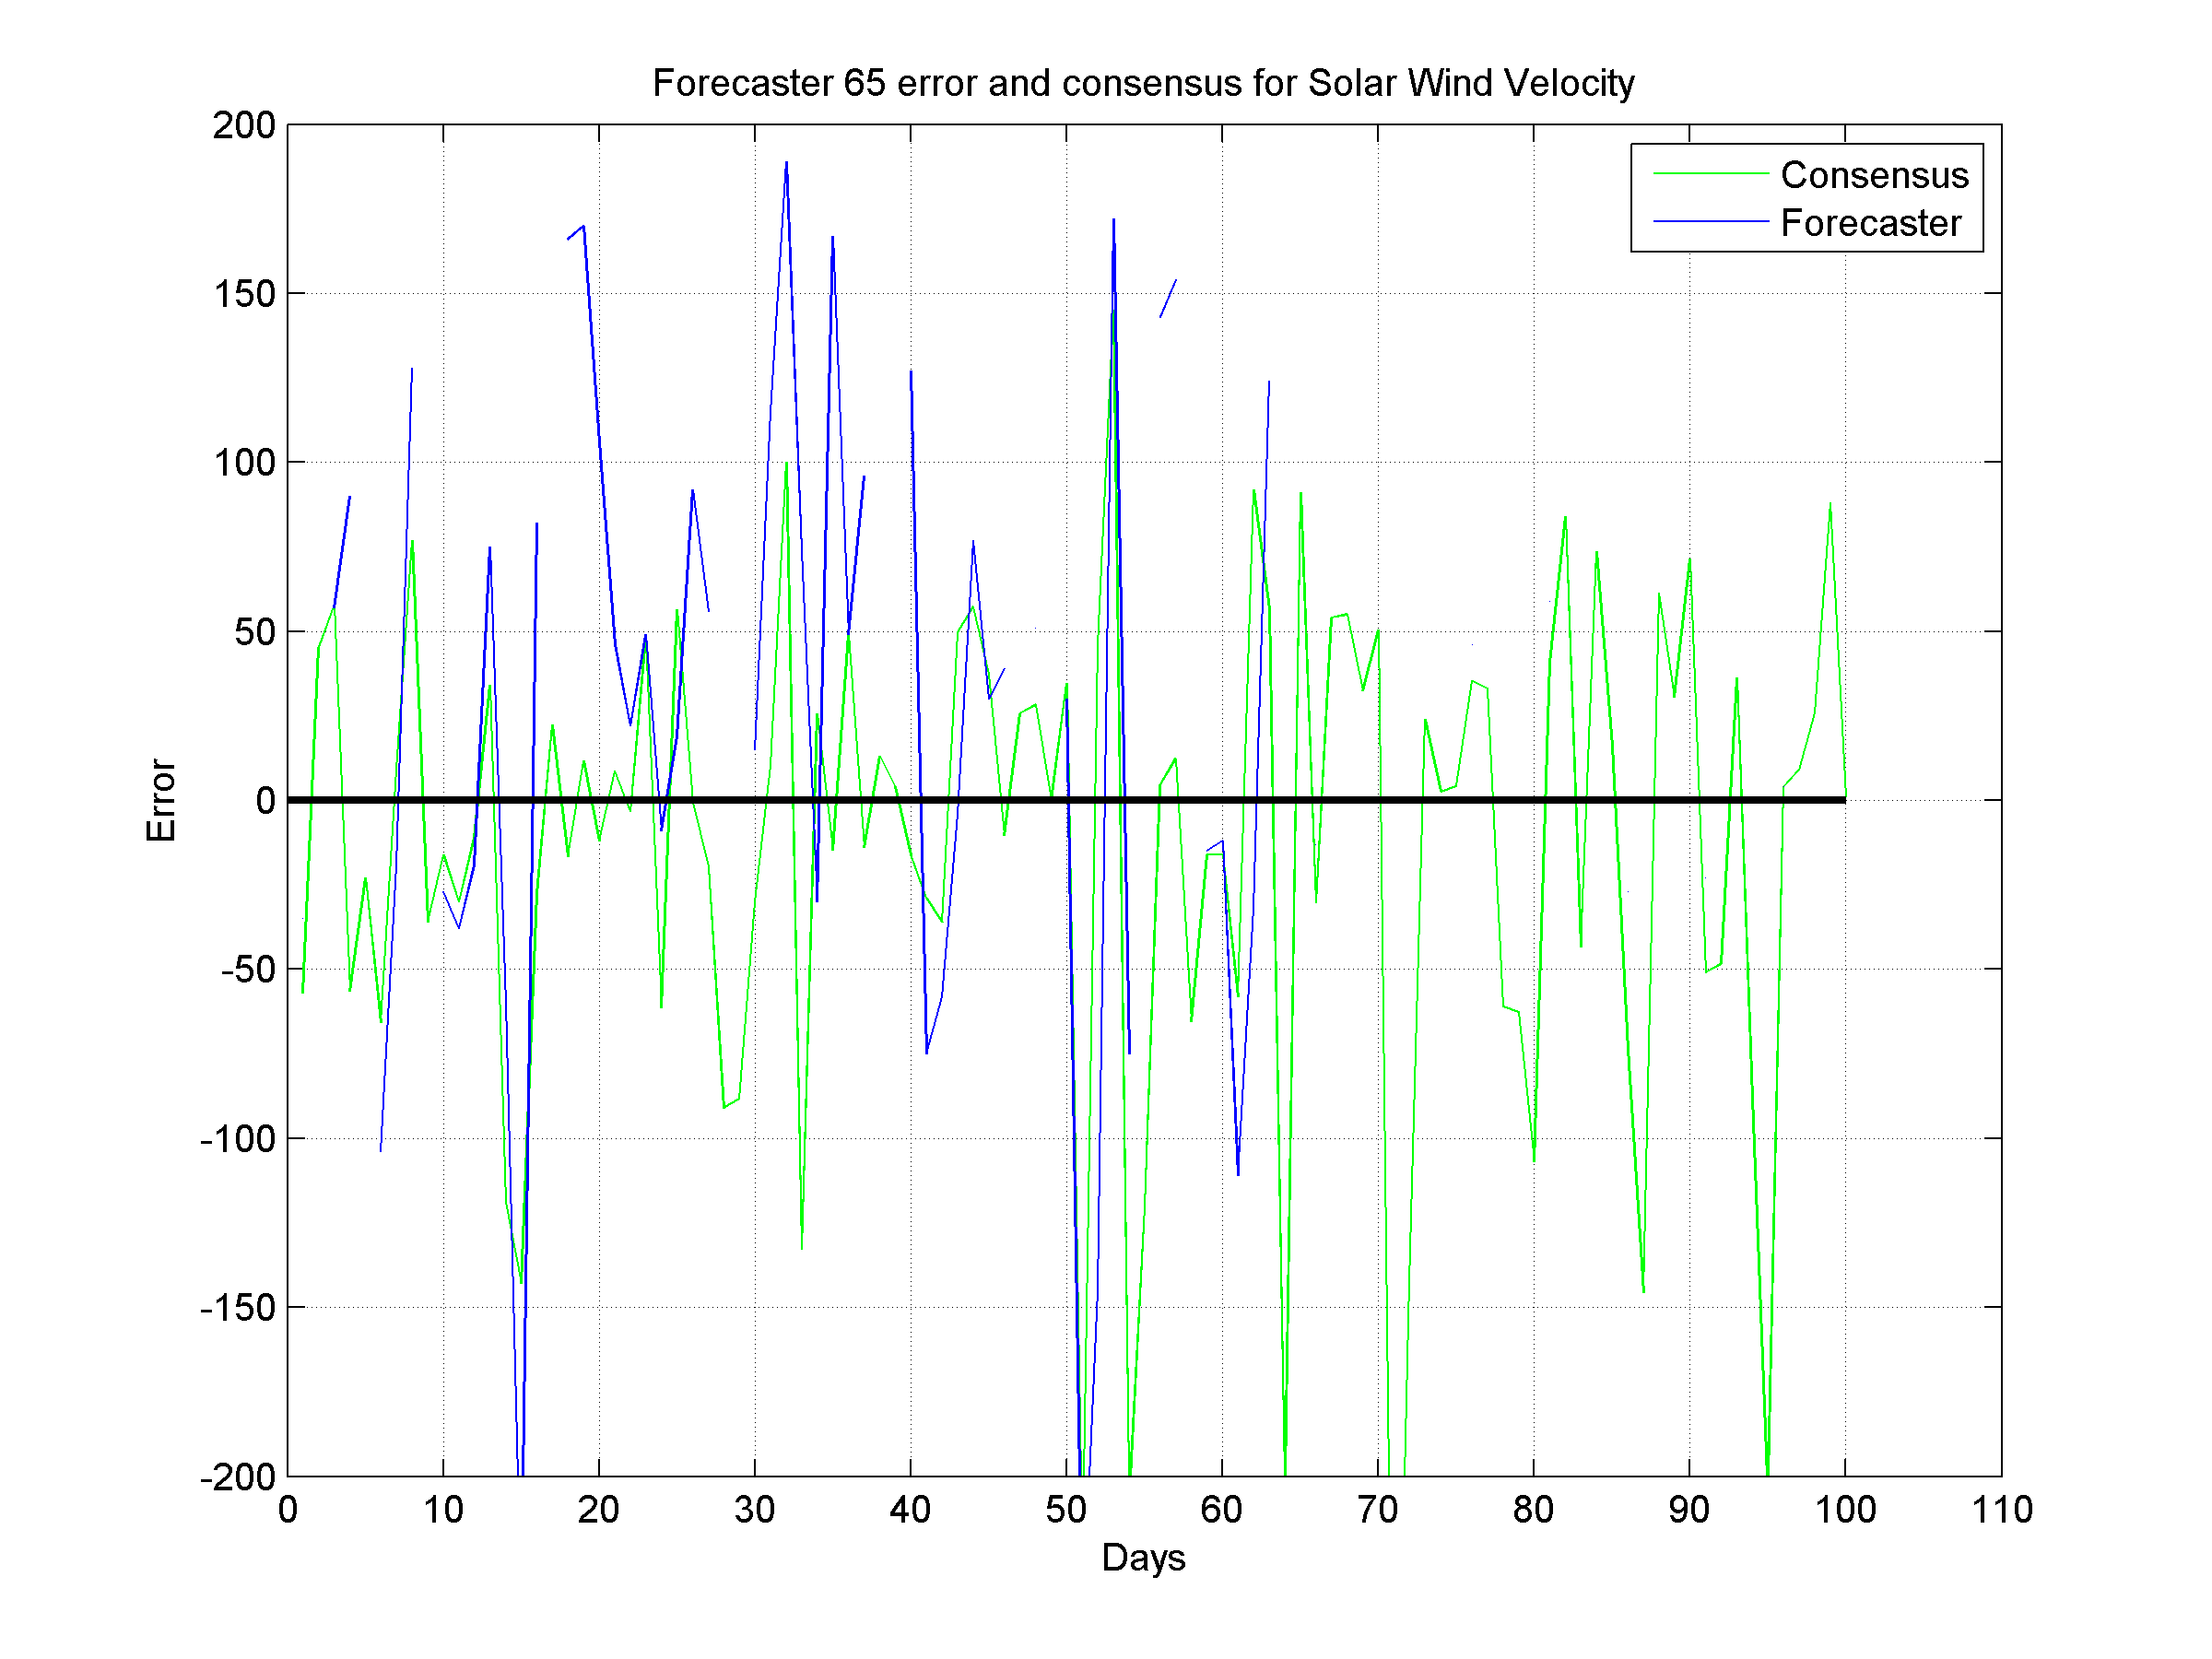 Forecaster 65 error and consensus for Solar Wind Velocity
Consensus
Forecaster
200
150
100
50
0
-50
-100
-150
-200
Error
0 10 20 30 40 50 60 70 80 90 100 110
Days